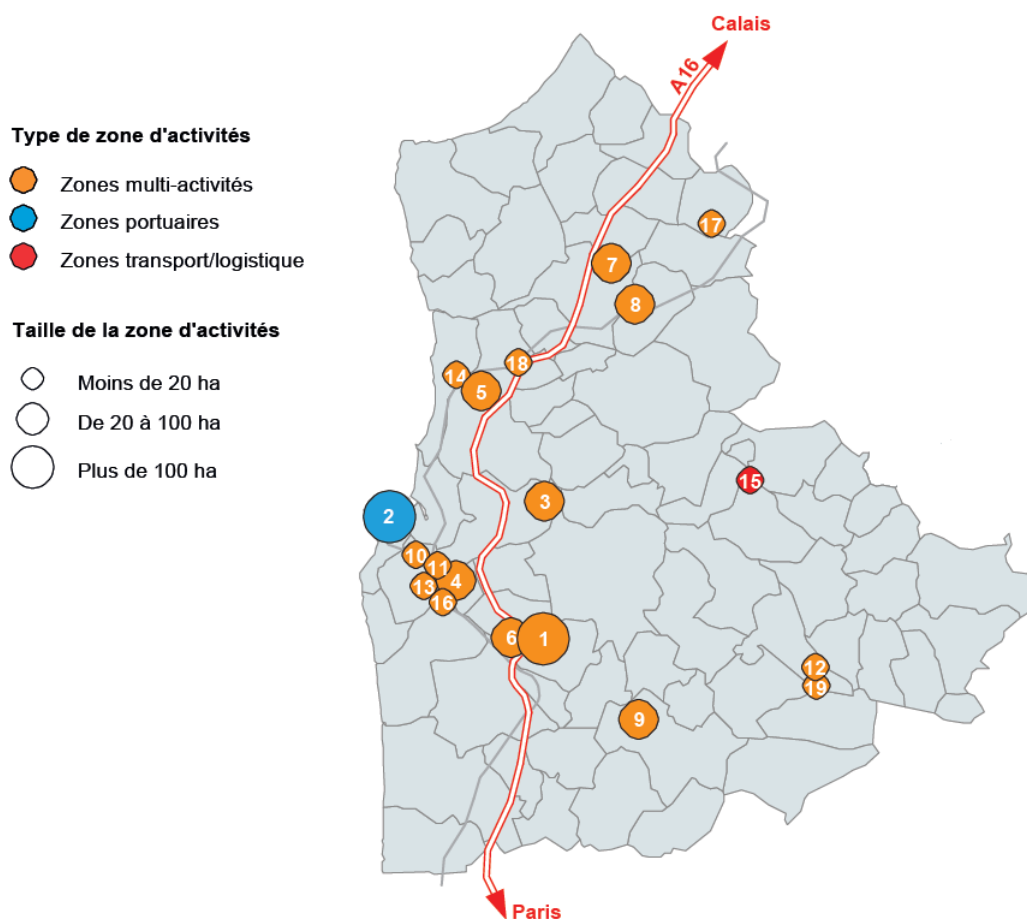 Calais
A16
Type de zone d'activités
Zones multi-activités
Zones portuaires
Zones transport/logistique
Taille de la zone d'activités
Moins de 20 ha
De 20 à 100 ha
Plus de 100 ha
17
7
8
18
14
5
15
3
2
10
11
4
13
16
6
1
12
19
9
Paris